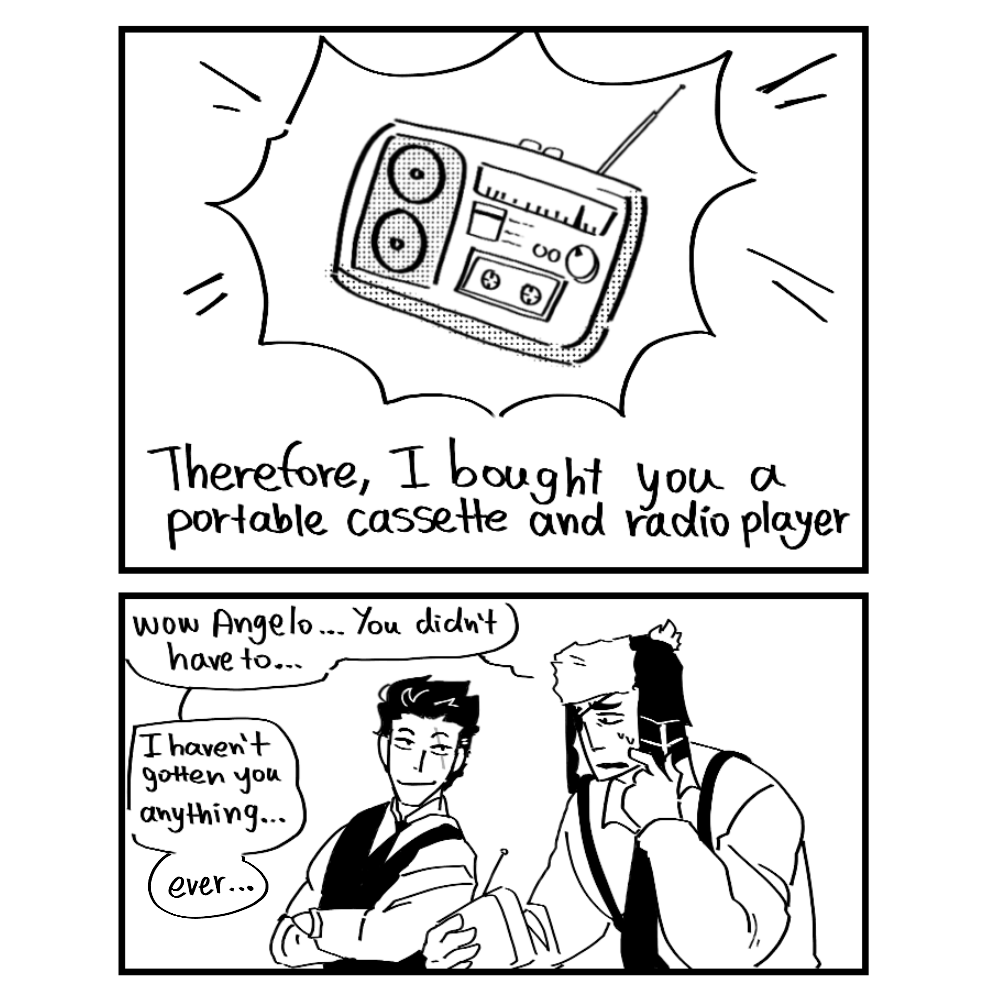 Therefore, I bought you a
portable cassette and radio player
wow Angelo... You didn't
have to...
I haven't
gotten you
anything...
ever...